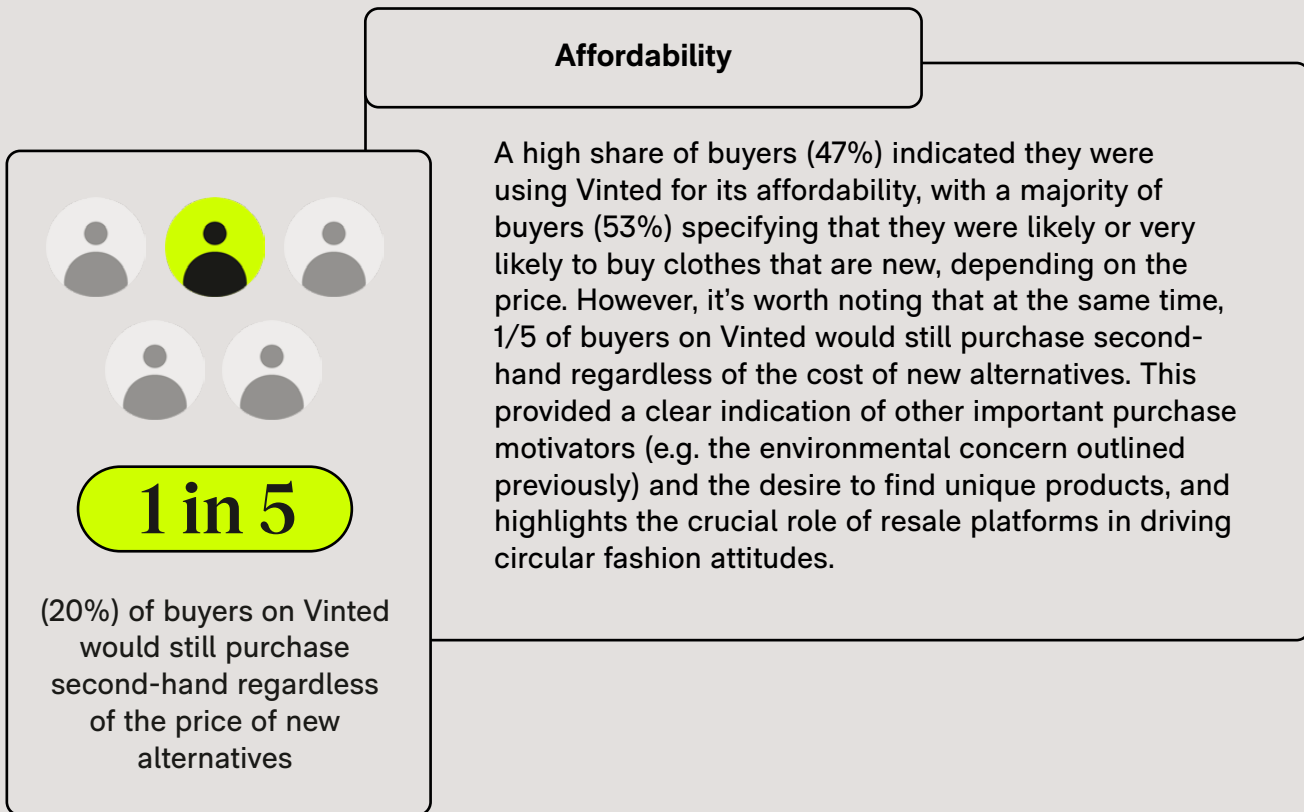 Affordability
A high share of buyers (47%) indicated they were
using Vinted for its affordability, with a majority of
buyers (53%) specifying that they were likely or very
likely to buy clothes that are new, depending on the
price. However, it’s worth noting that at the same time,
1/5 of buyers on Vinted would still purchase second-
hand regardless of the cost of new alternatives. This
provided a clear indication of other important purchase
motivators (e.g. the environmental concern outlined
previously) and the desire to find unique products, and
highlights the crucial role of resale platforms in driving
circular fashion attitudes.
1 in 5
(20%) of buyers on Vinted
would still purchase
second-hand regardless
of the price of new
alternatives